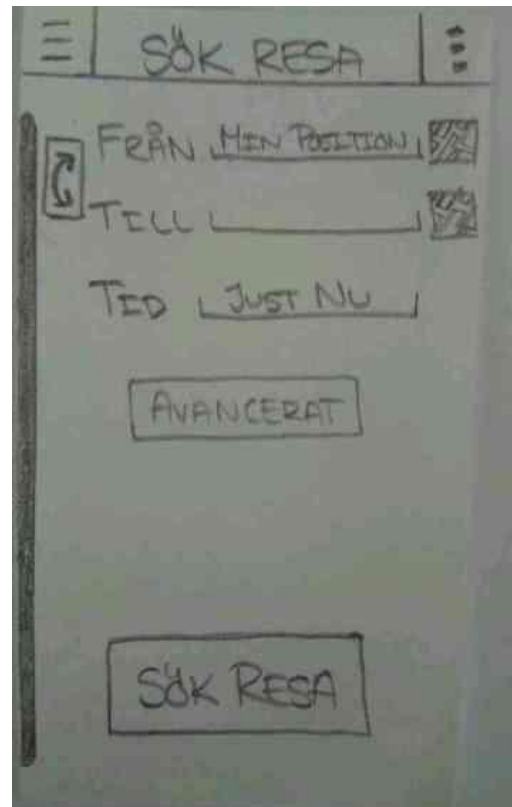 SÖK RESA
FRÅN MIN POSITION
TILL
TID JUST NU
AVANCERAT
SÖK RESA